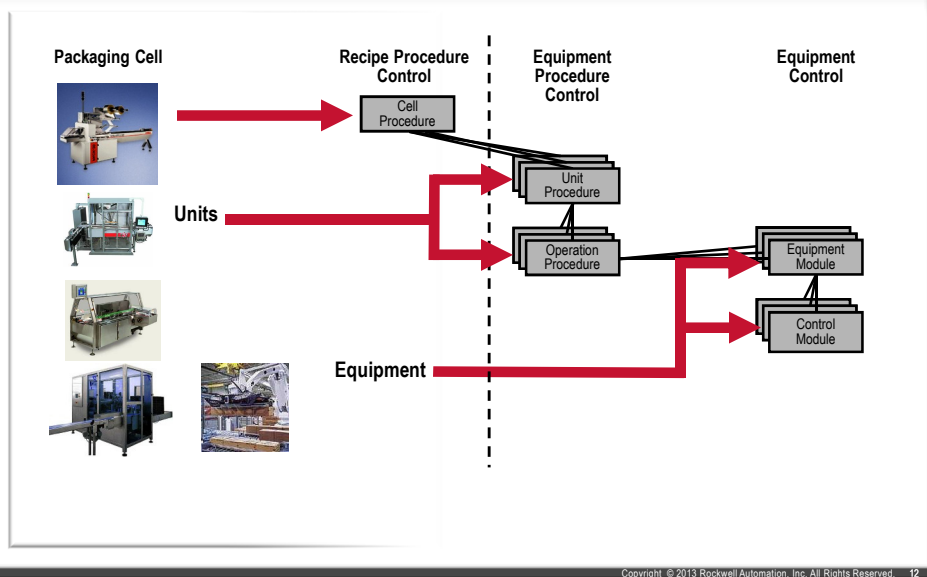 Packaging Cell
Recipe Procedure
Control
Equipment
Procedure
Control
Equipment
Control
Cell
Procedure
Unit
Procedure
Units
Operation
Procedure
Equipment
Module
Control
Module
Equipment
Copyright © 2013 Rockwell Automation, Inc. All Rights Reserved. 12